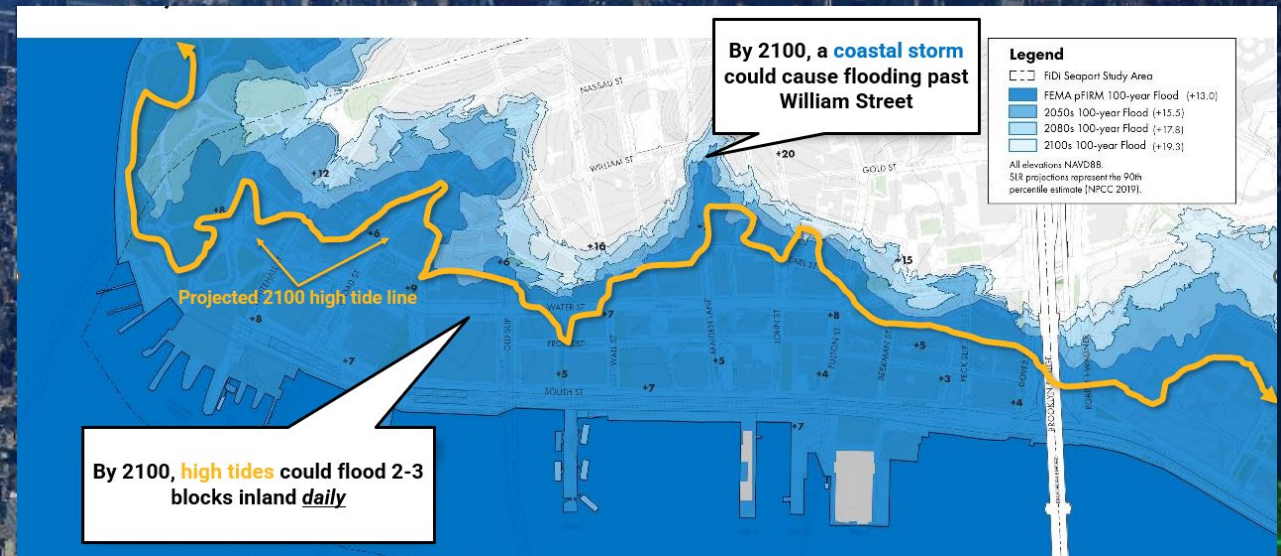 By 2100, a coastal storm
could cause flooding past
William Street
Legend
FiDi Seaport Study Area
FEMA pFIRM 100-year Flood (+13.0)
2050s 100-year Flood (+15.5)
2080s 100-year Flood (+17.8)
2100s 100-year Flood (+19.3)
All elevations NAVD88.
SLR projections represent the 90th
percentile estimate (NPCC 2019).
NASSAU ST
WILLIAM ST
+20
GOLD ST
+12
+8
+6
+16
+6
+15
Projected 2100 high tide line
+9
+8
WATER ST
+7
+8
OLD SLIP
WALL ST
MAIDEN LANE
JOHN ST
FULTON ST
BEEKMAN ST
PECK SLIP
+7
+5
+7
+5
+4
+5
+3
+4
SOUTH ST
BROOKLYN BRIDGE
+7
By 2100, high tides could flood 2-3
blocks inland daily